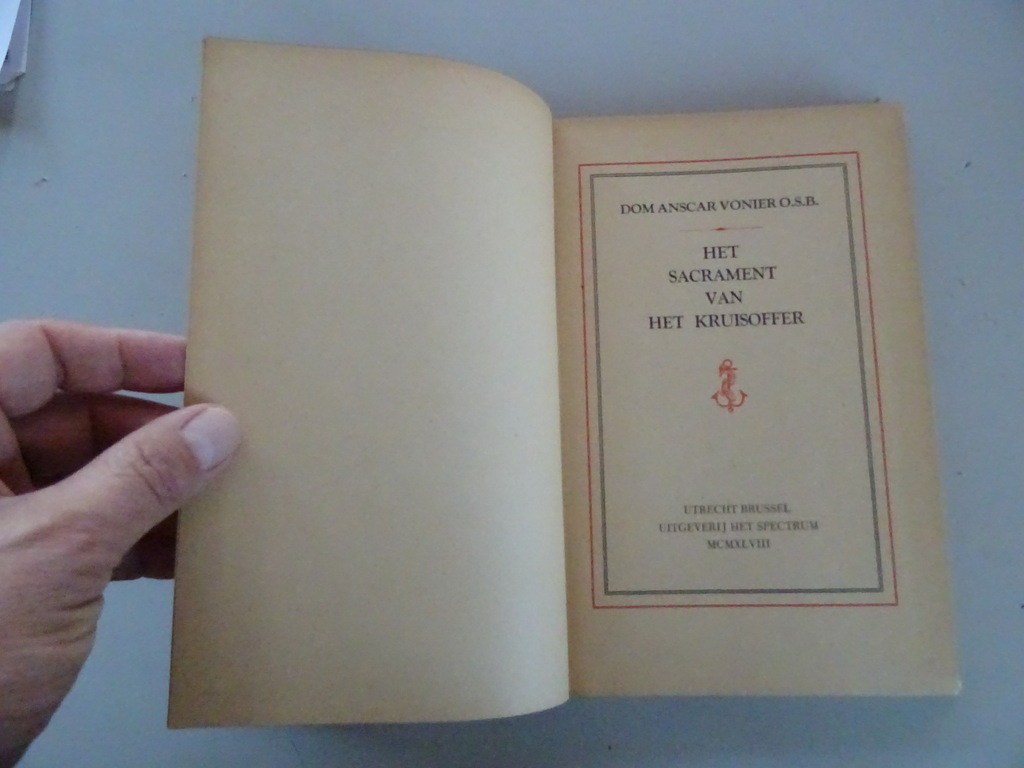 DOM ANSCAR VONIER O.S.B.
HET
SACRAMENT
VAN
HET KRUISOFFER
UTRECHT BRUSSEL
UITGEVERIJ HET SPECTRUM
MCMXLVIII